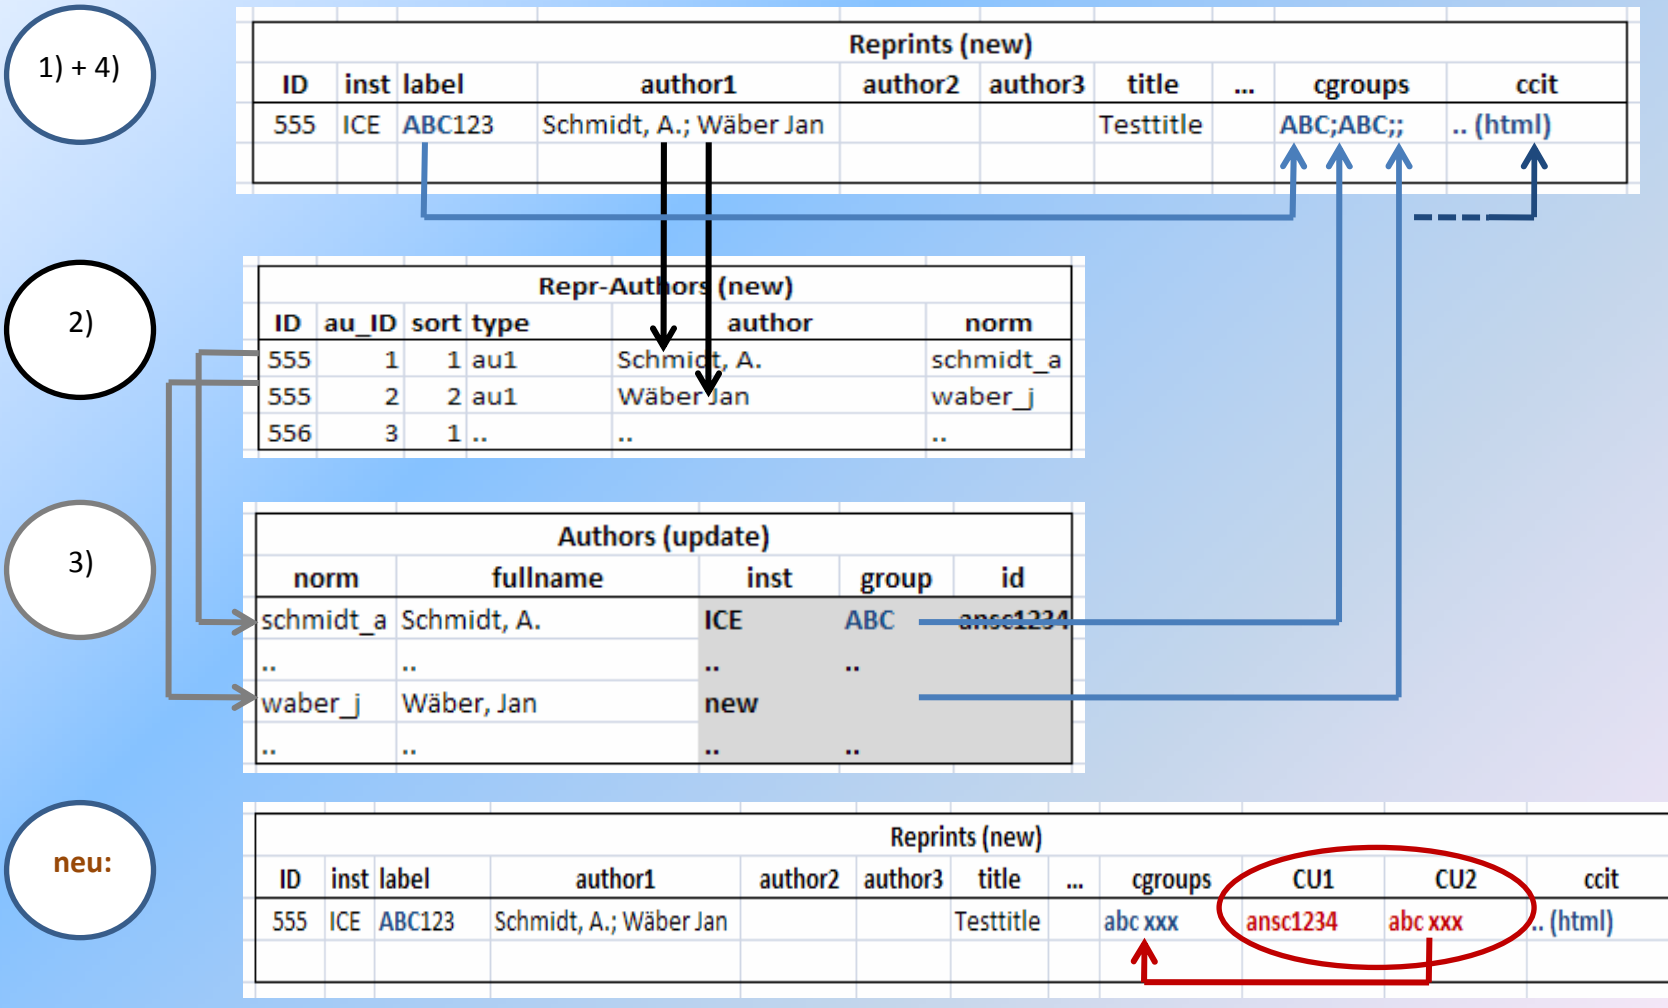 1) + 4)
Reprints (new)
ID inst label author1 author2 author3 title ... cgroups ccit
555 ICE ABC123 Schmidt, A.; Wäber Jan Testtitle ABC;ABC;; .. (html)
2)
Repr-Authors (new)
ID au_ID sort type author norm
555 1 1 au1 Schmidt, A. schmidt_a
555 2 2 au1 Wäber Jan waber_j
556 3 1 .. .. ..
3)
Authors (update)
norm fullname inst group id
schmidt_a Schmidt, A. ICE ABC ansc1234
.. .. .. ..
waber_j Wäber, Jan new
.. .. .. ..
neu:
Reprints (new)
ID inst label author1 author2 author3 title ... cgroups CU1 CU2 ccit
555 ICE ABC123 Schmidt, A.; Wäber Jan Testtitle abc xxx ansc1234 abc xxx .. (html)